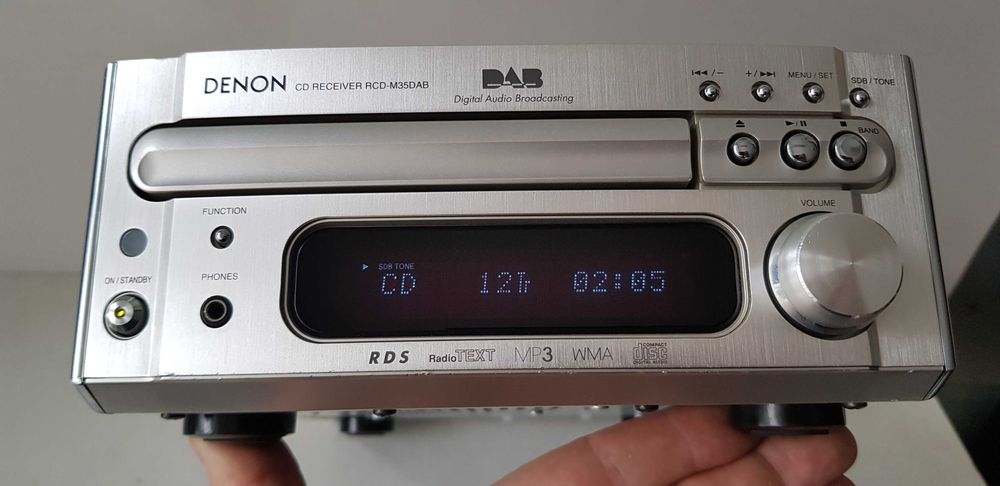 DENON CD RECEIVER RCD-M35DAB
DAB
Digital Audio Broadcasting
/ − + / MENU / SET SDB / TONE
/ BAND
FUNCTION
VOLUME
PHONES
ON / STANDBY
SDB TONE
CD 12Tr 02:05
RDS RadioTEXT MP3 WMA COMPACT disc DIGITAL AUDIO